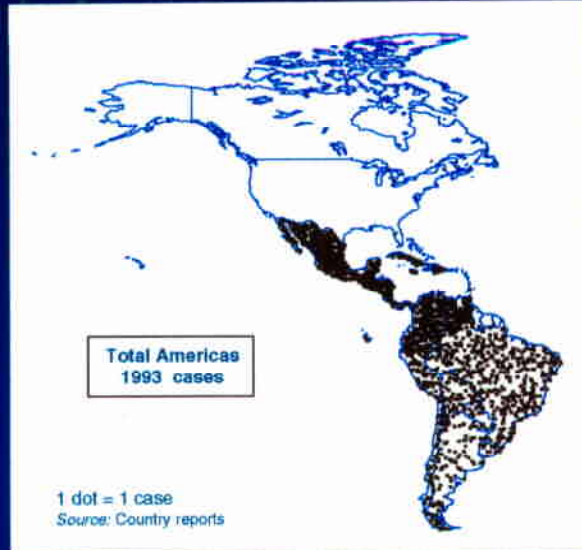 Total Americas
1993 cases
1 dot = 1 case
Source: Country reports